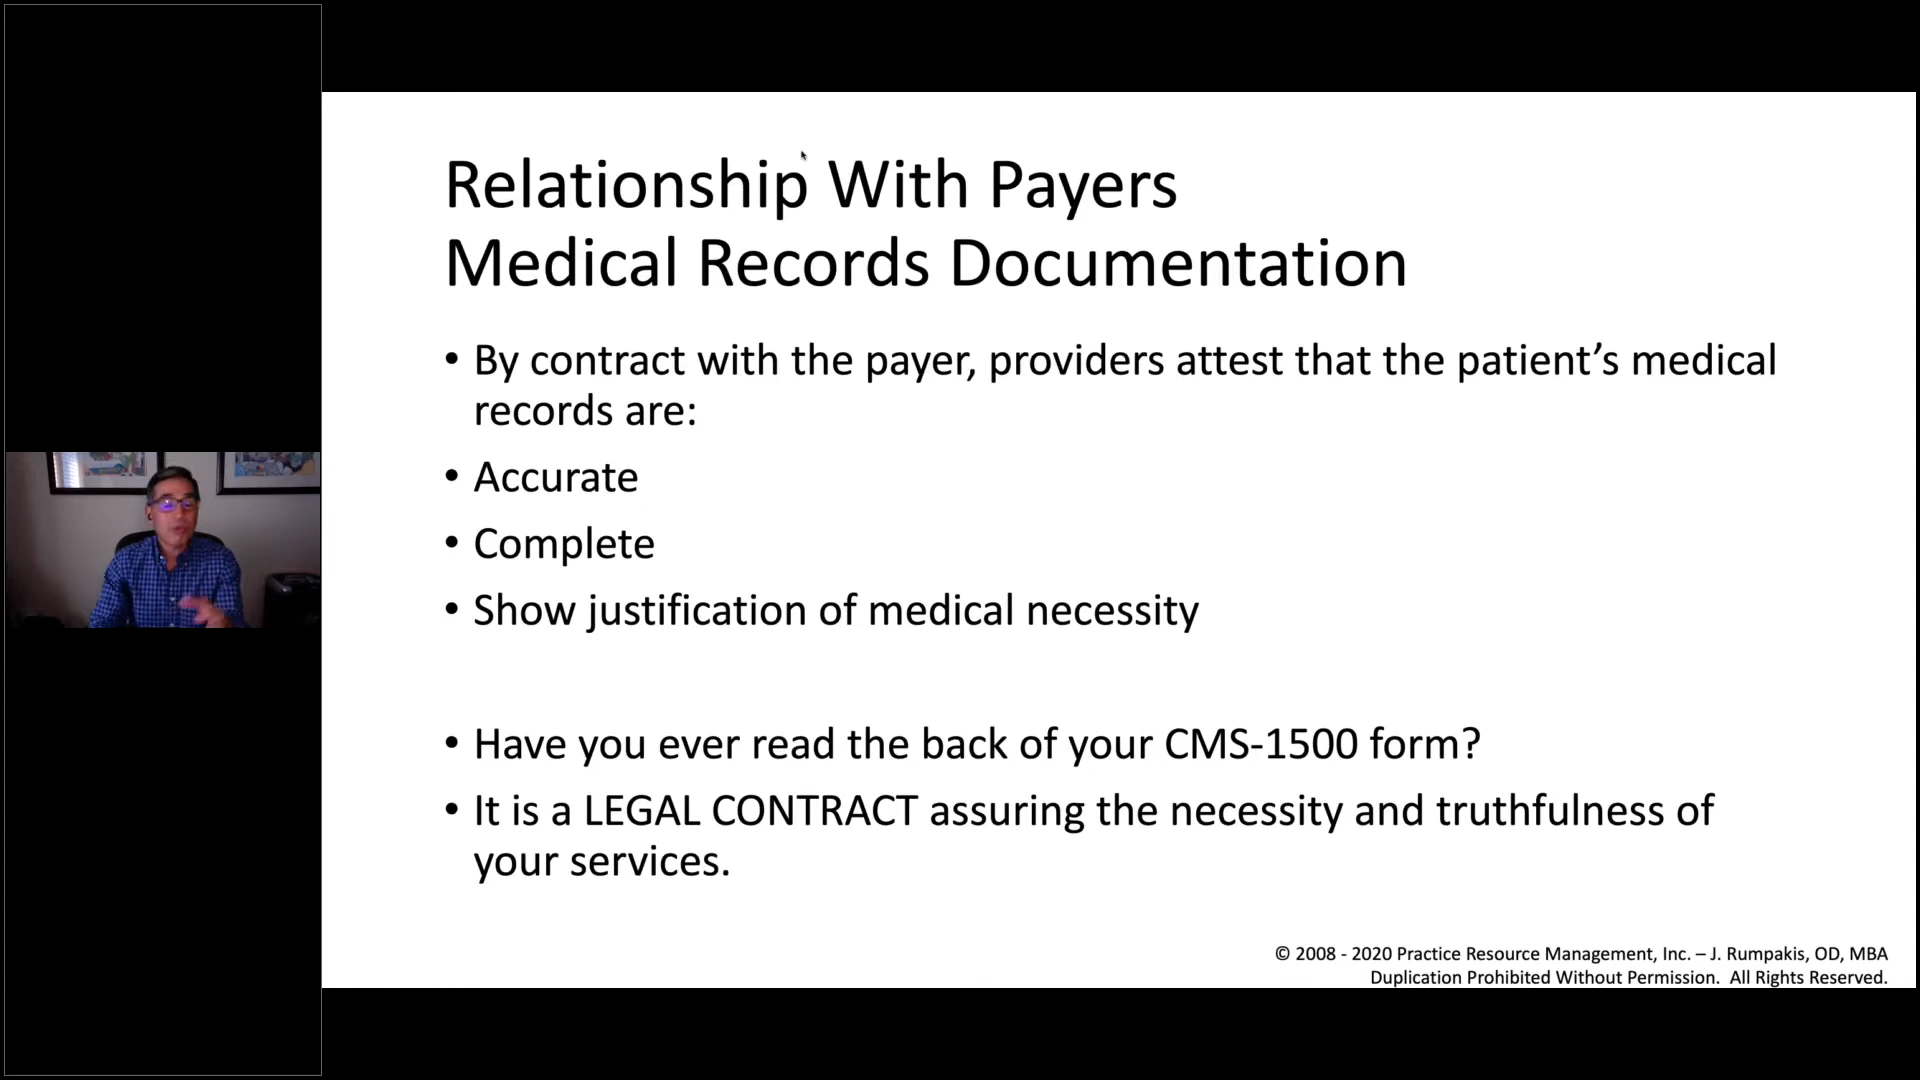 Relationship With Payers
Medical Records Documentation
• By contract with the payer, providers attest that the patient’s medical
records are:
• Accurate
• Complete
• Show justification of medical necessity
• Have you ever read the back of your CMS-1500 form?
• It is a LEGAL CONTRACT assuring the necessity and truthfulness of
your services.
© 2008 - 2020 Practice Resource Management, Inc. – J. Rumpakis, OD, MBA
Duplication Prohibited Without Permission.  All Rights Reserved.